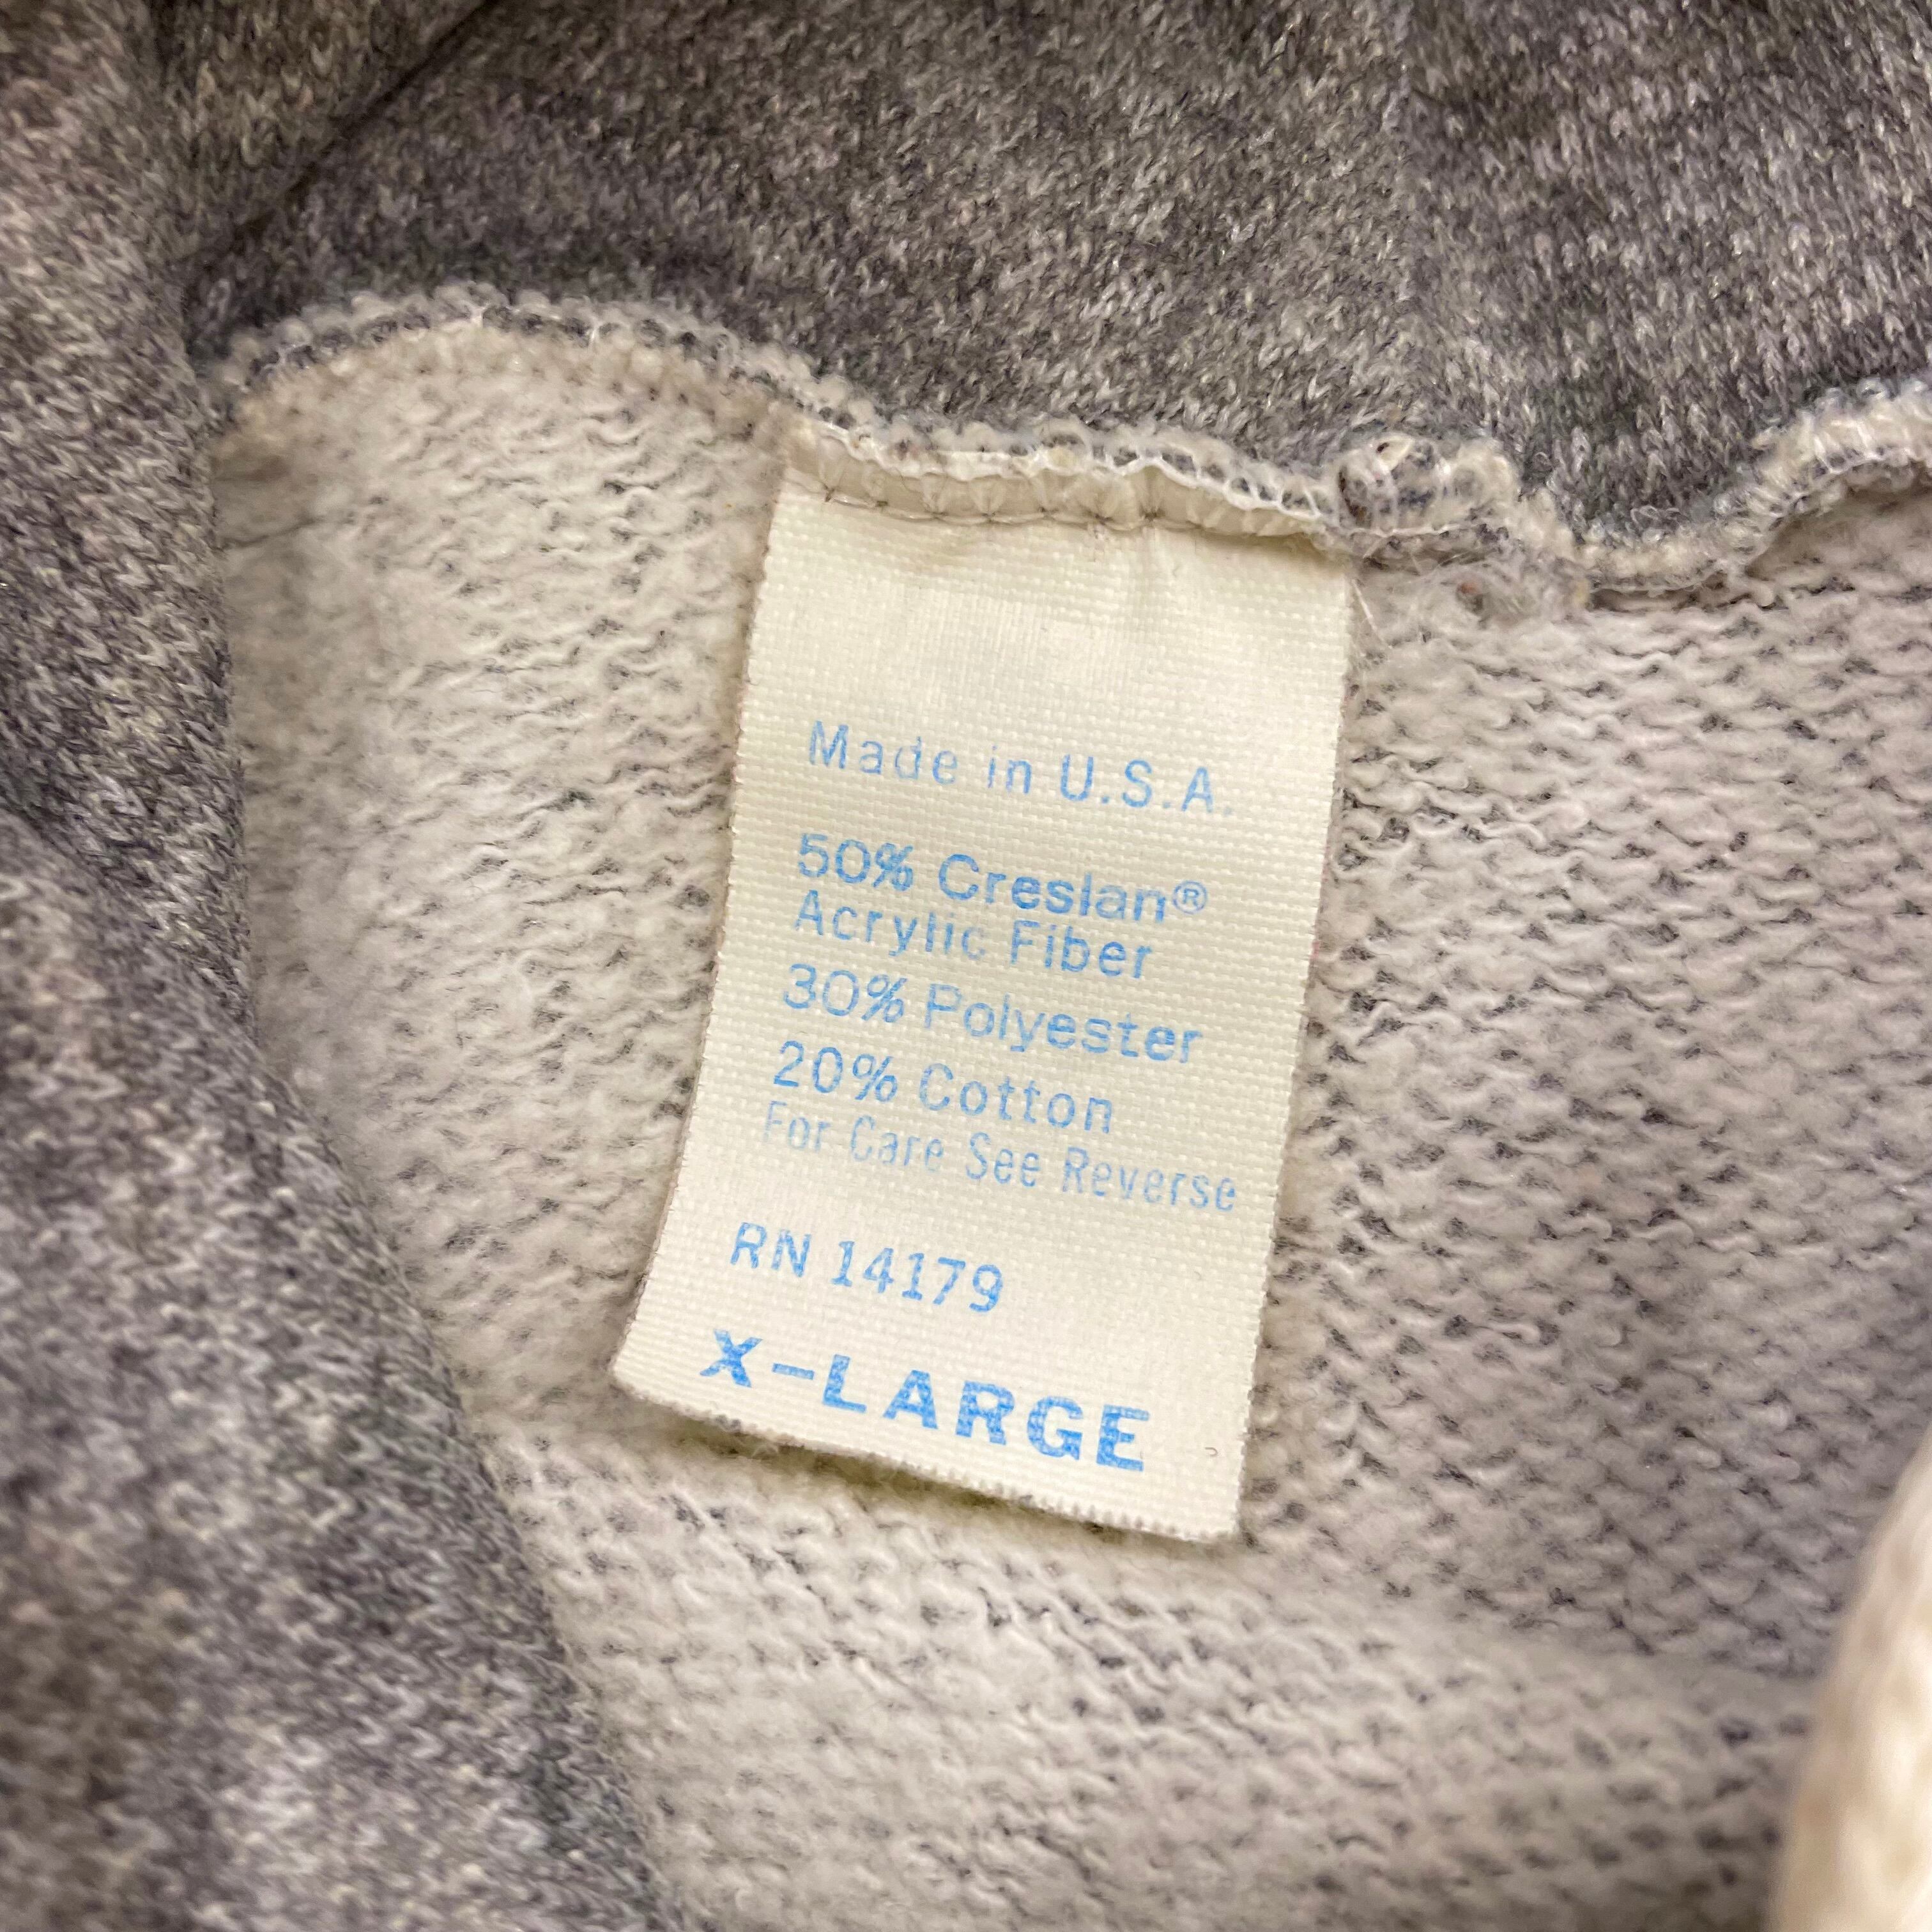 Made in U.S.A.
50% Creslan®
Acrylic Fiber
30% Polyester
20% Cotton
For Care See Reverse
RN 14179
X-LARGE